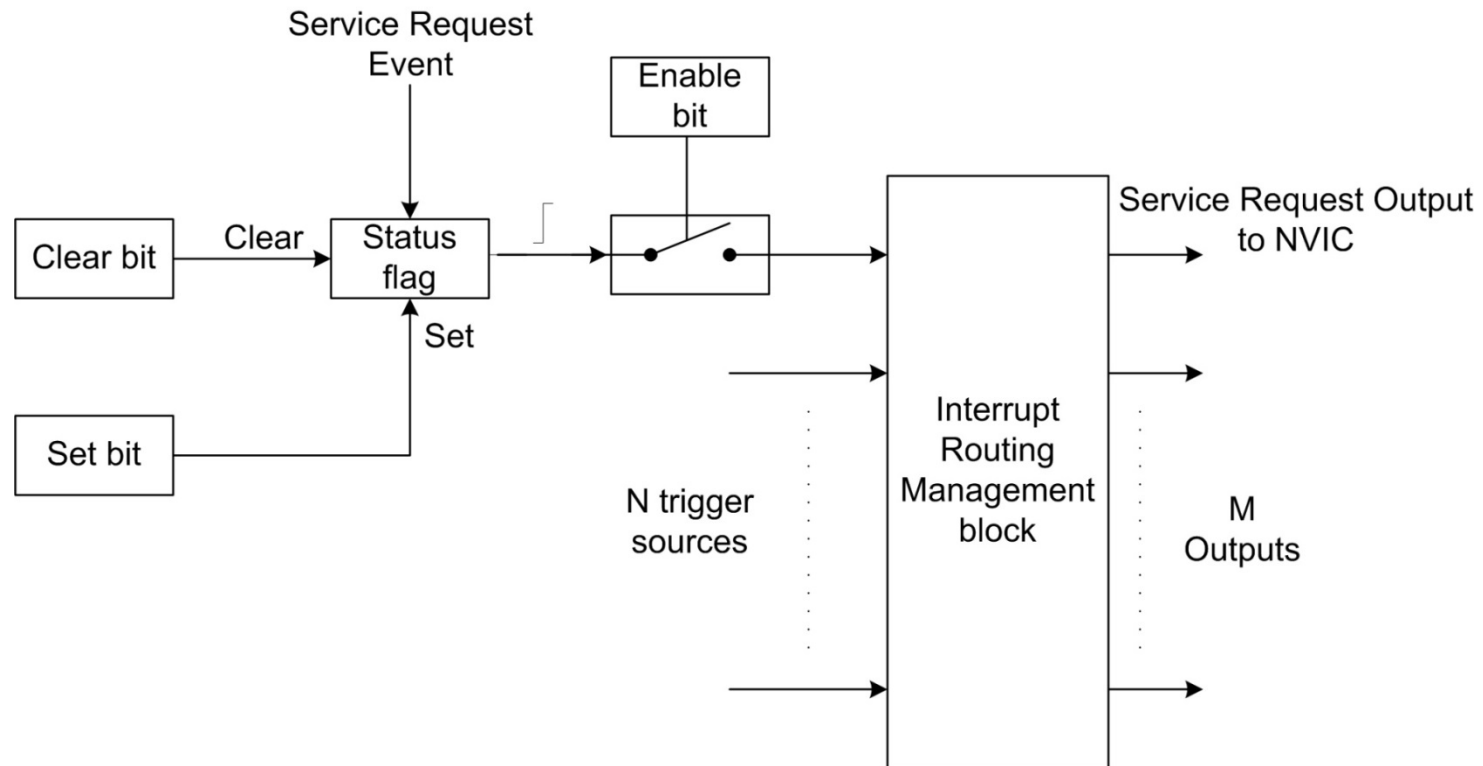 Service Request
Event
Enable
bit
Clear bit
Clear
Status
flag
Service Request Output
to NVIC
Set
Set bit
Interrupt
Routing
Management
block
N trigger
sources
M
Outputs